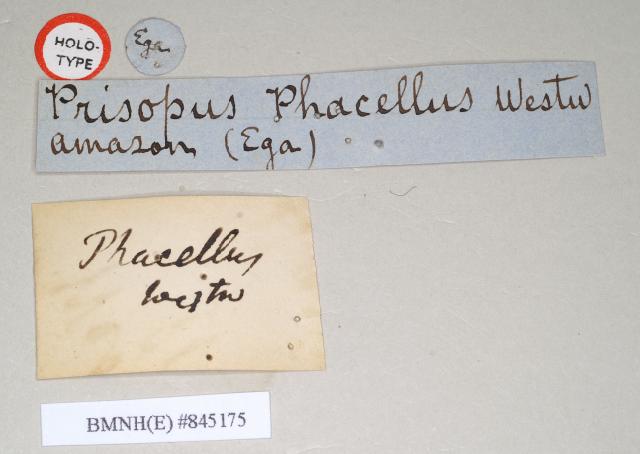 HOLO-
TYPE
Ega
Prisopus Phacellus Westw
amazon (Ega)
Phacellus
Westw
BMNH(E) #845175